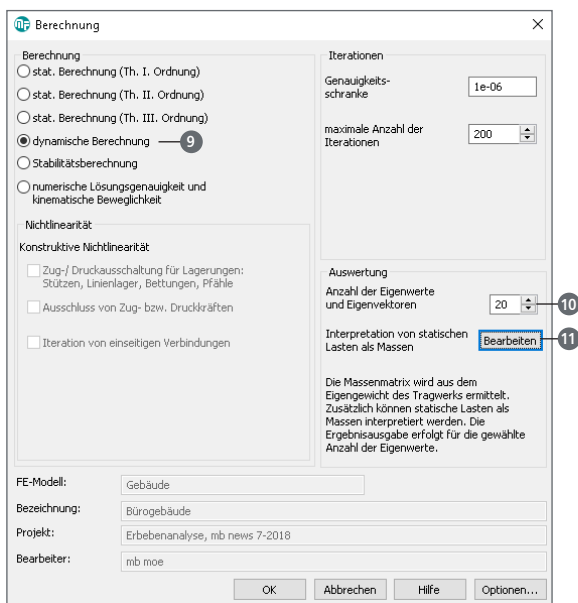 Berechnung
Berechnung
stat. Berechnung (Th. I. Ordnung)
stat. Berechnung (Th. II. Ordnung)
stat. Berechnung (Th. III. Ordnung)
dynamische Berechnung
9
Stabilitätsberechnung
numerische Lösungsgenauigkeit und
kinematische Beweglichkeit
Nichtlinearität
Konstruktive Nichtlinearität
Zug-/ Druckausschaltung für Lagerungen:
Stützen, Linienlager, Bettungen, Pfähle
Ausschluss von Zug- bzw. Druckkräften
Iteration von einseitigen Verbindungen
Iterationen
Genauigkeits-
schranke
1e-06
maximale Anzahl der
Iterationen
200
Auswertung
Anzahl der Eigenwerte
und Eigenvektoren
20
10
Interpretation von statischen
Lasten als Massen
Bearbeiten
11
Die Massenmatrix wird aus dem
Eigengewicht des Tragwerks ermittelt.
Zusätzlich können statische Lasten als
Massen interpretiert werden. Die
Ergebnisausgabe erfolgt für die gewählte
Anzahl der Eigenwerte.
FE-Modell:
Gebäude
Bezeichnung:
Bürogebäude
Projekt:
Erbebenanalyse, mb news 7-2018
Bearbeiter:
mb moe
OK
Abbrechen
Hilfe
Optionen...